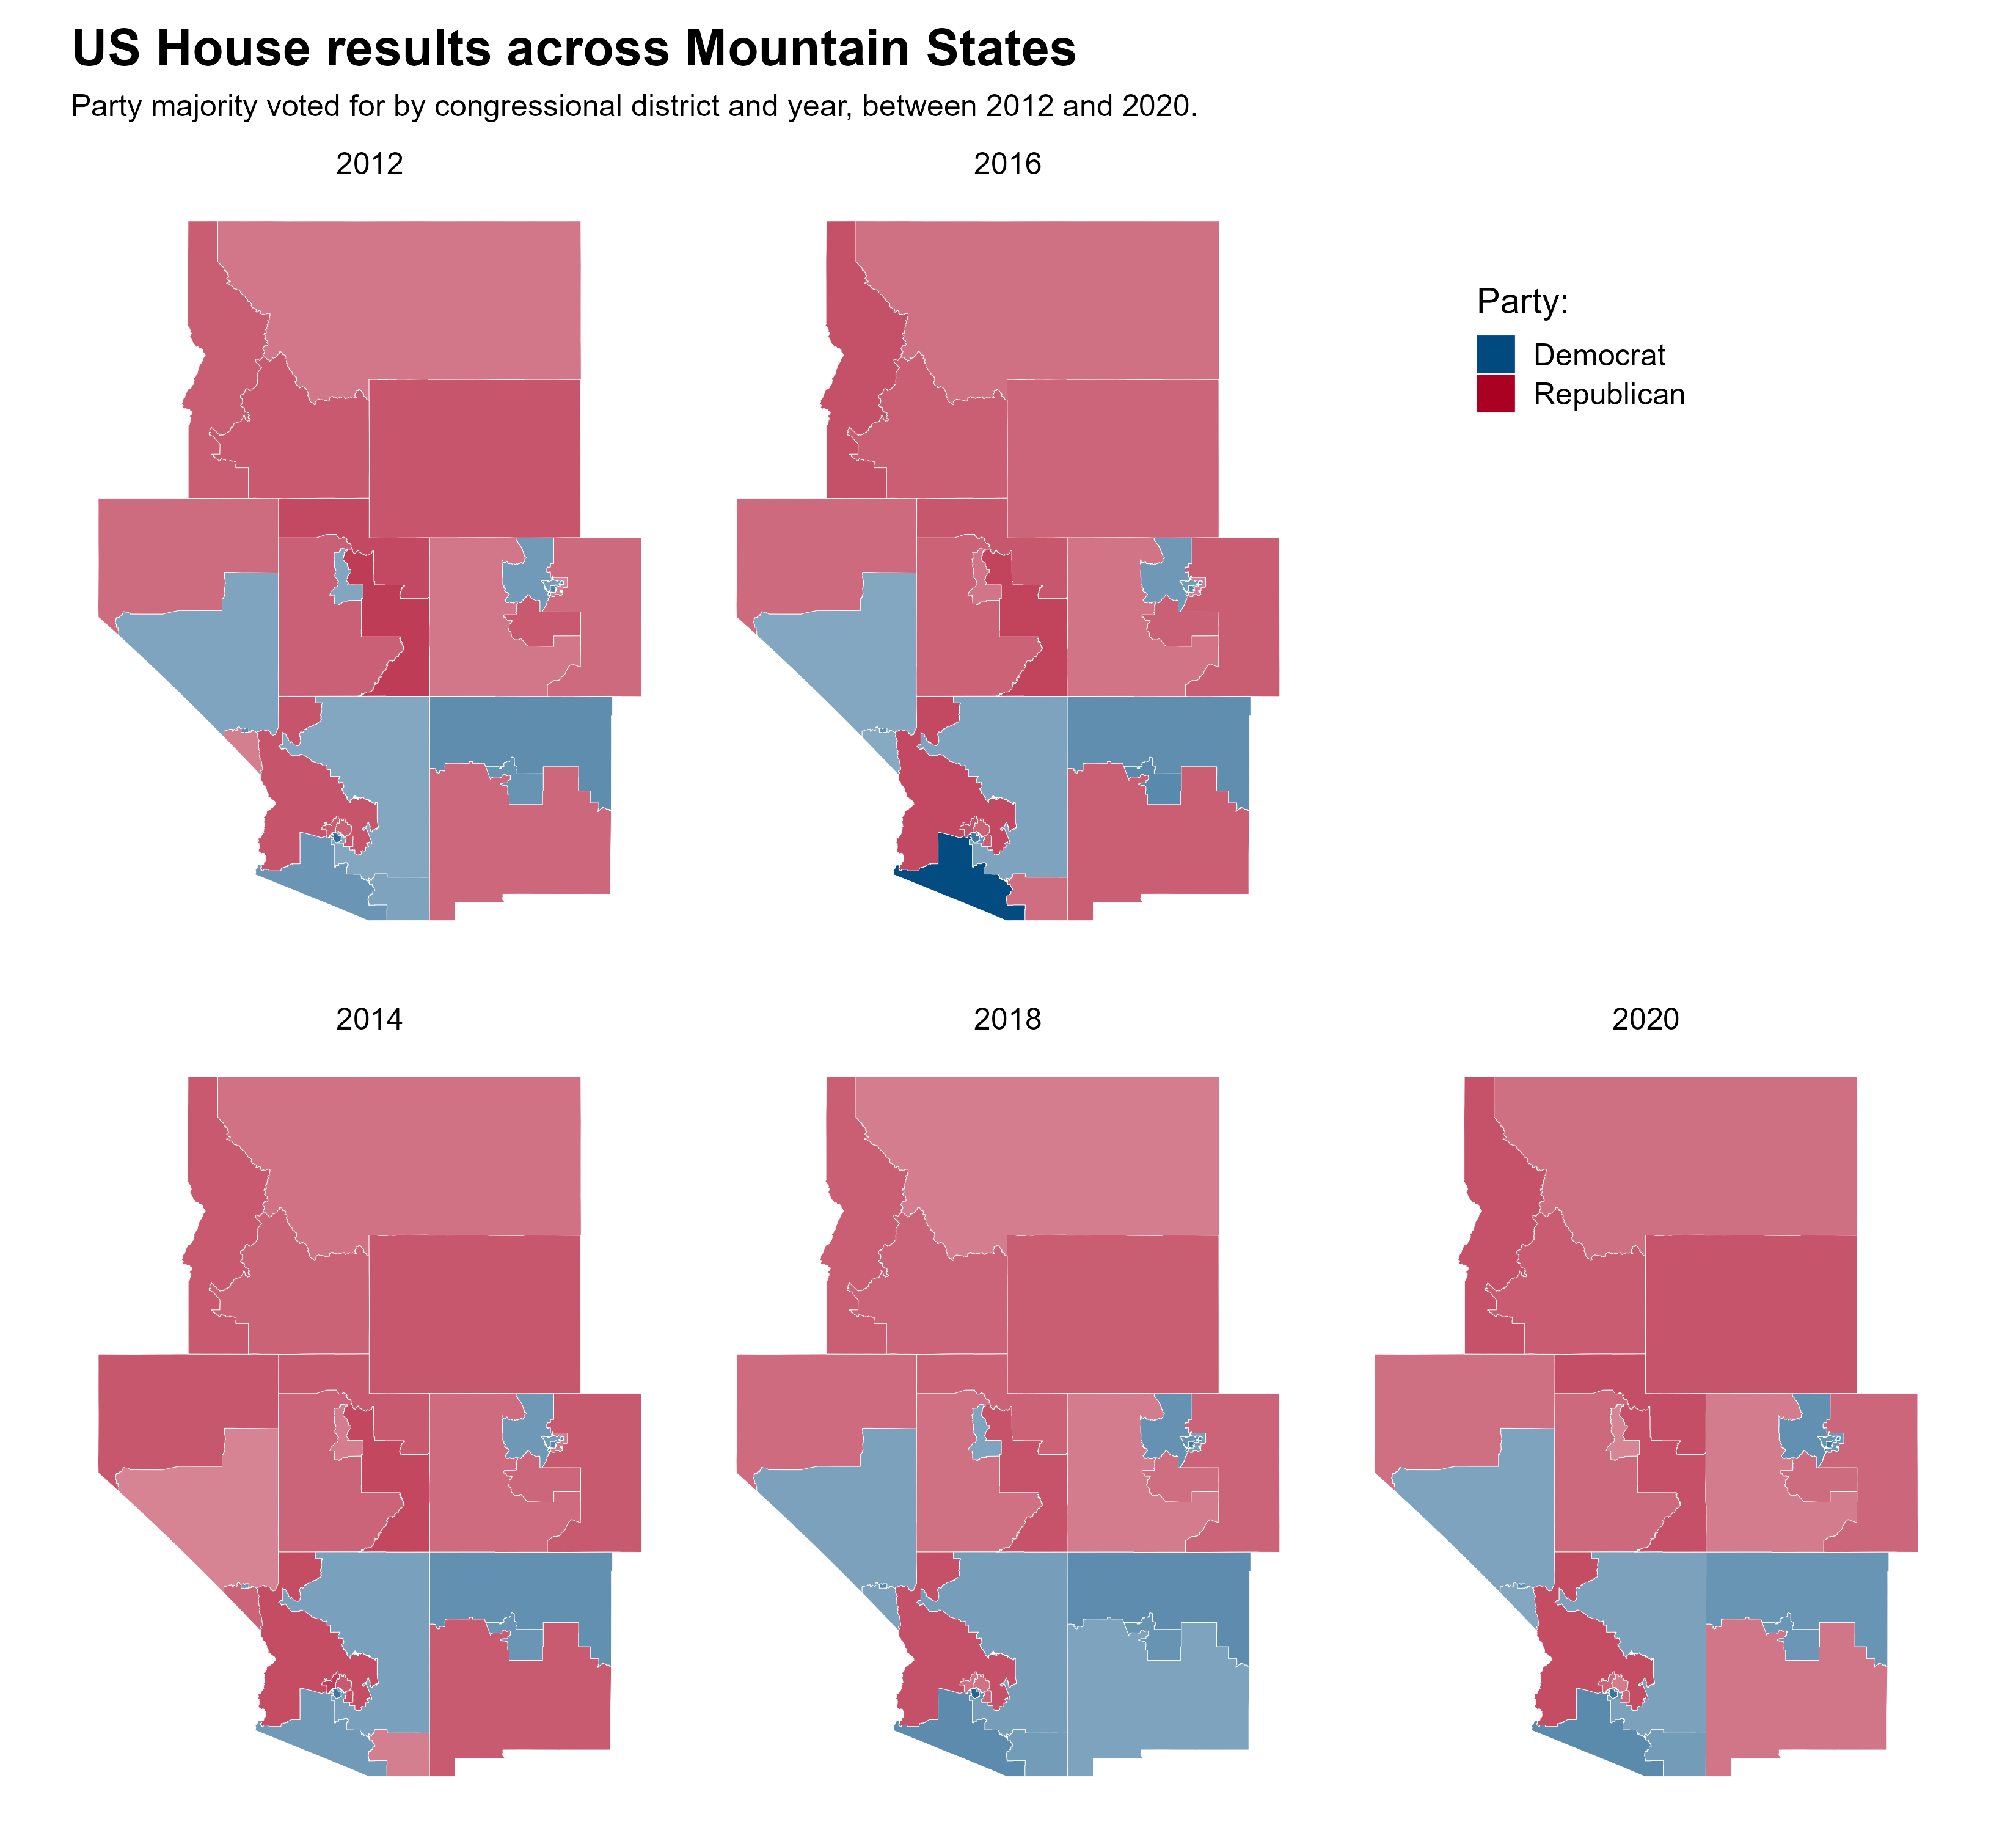 US House results across Mountain States
Party majority voted for by congressional district and year, between 2012 and 2020.
2012
2016
Party:
Democrat
Republican
2014
2018
2020